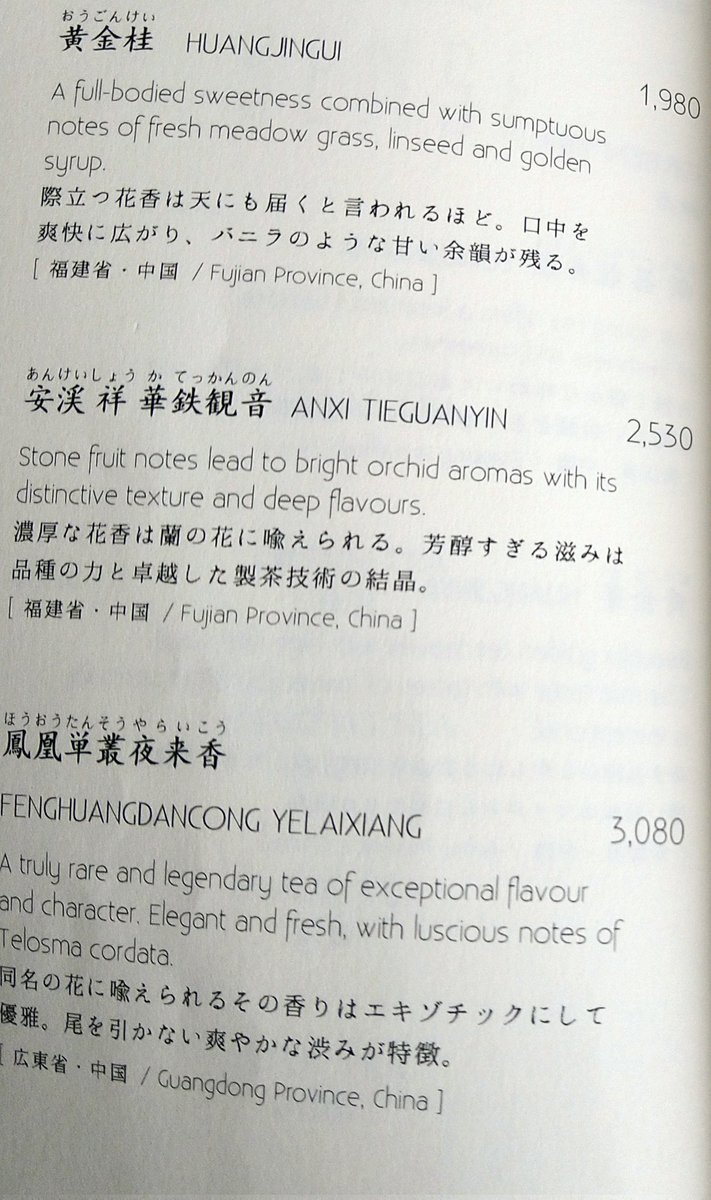 おうごんけい
黄金桂 HUANGJINGUI
1,980
A full-bodied sweetness combined with sumptuous
notes of fresh meadow grass, linseed and golden
syrup.
際立つ花香は天にも届くと言われるほど。口中を
爽快に広がり、バニラのような甘い余韻が残る。
[ 福建省・中国 / Fujian Province, China ]
あんけいしょう か てっかんのん
安渓祥華鉄観音 ANXI TIEGUANYIN
2,530
Stone fruit notes lead to bright orchid aromas with its
distinctive texture and deep flavours.
濃厚な花香は蘭の花に喩えられる。芳醇すぎる滋みは
品種の力と卓越した製茶技術の結晶。
[ 福建省・中国 / Fujian Province, China ]
ほうおうたんそうやらいこう
鳳凰単叢夜来香
FENGHUANGDANCONG YELAIXIANG
3,080
A truly rare and legendary tea of exceptional flavour
and character. Elegant and fresh, with luscious notes of
Telosma cordata.
同名の花に喩えられるその香りはエキゾチックにして
優雅。尾を引かない爽やかな渋みが特徴。
[ 広東省・中国 / Guangdong Province, China ]